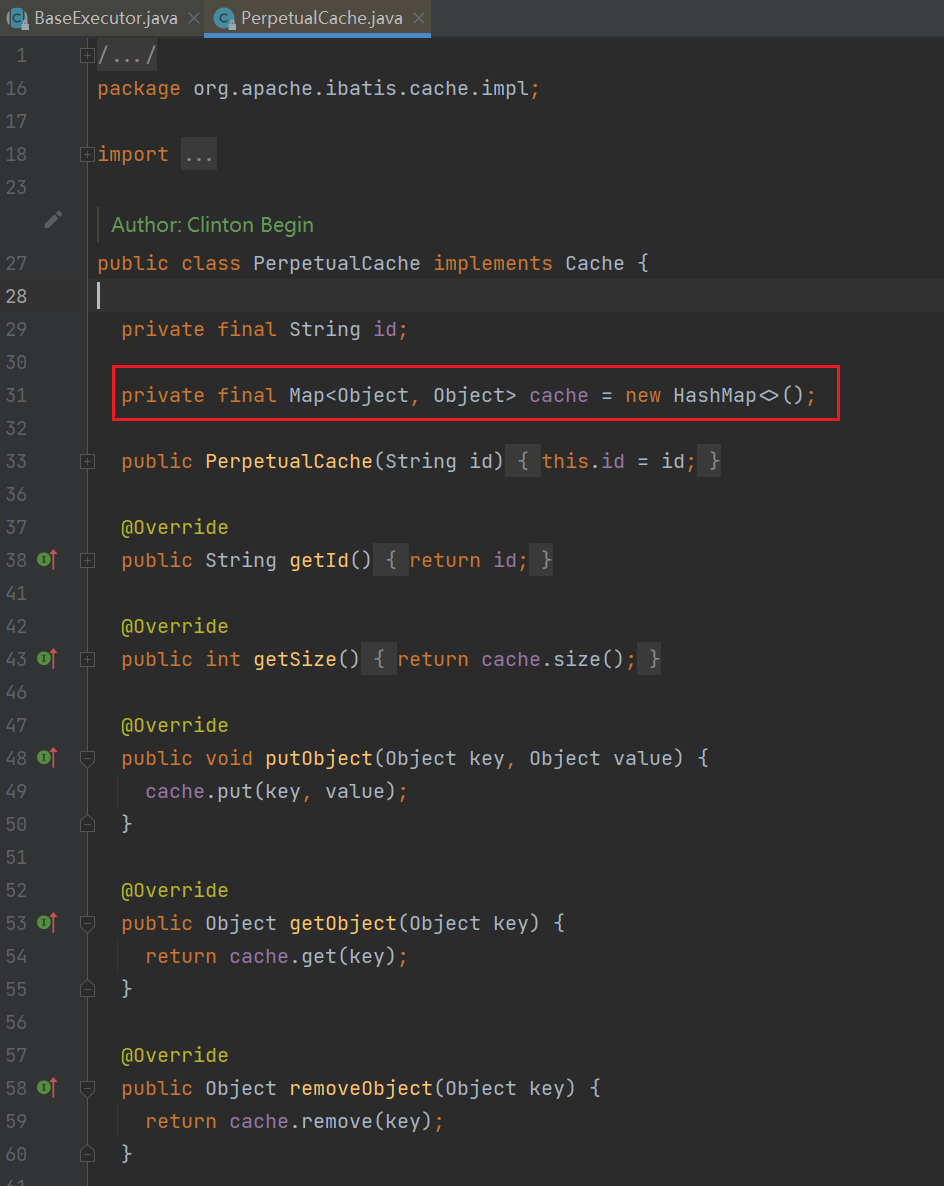 BaseExecutor.java PerpetualCache.java
1 /.../
16 package org.apache.ibatis.cache.impl;
17
18 import ...
23
Author: Clinton Begin
27 public class PerpetualCache implements Cache {
28
29 private final String id;
30
31 private final Map<Object, Object> cache = new HashMap<>();
32
33 public PerpetualCache(String id) { this.id = id; }
36
37 @Override
38 public String getId() { return id; }
41
42 @Override
43 public int getSize() { return cache.size(); }
46
47 @Override
48 public void putObject(Object key, Object value) {
49 cache.put(key, value);
50 }
51
52 @Override
53 public Object getObject(Object key) {
54 return cache.get(key);
55 }
56
57 @Override
58 public Object removeObject(Object key) {
59 return cache.remove(key);
60 }
61